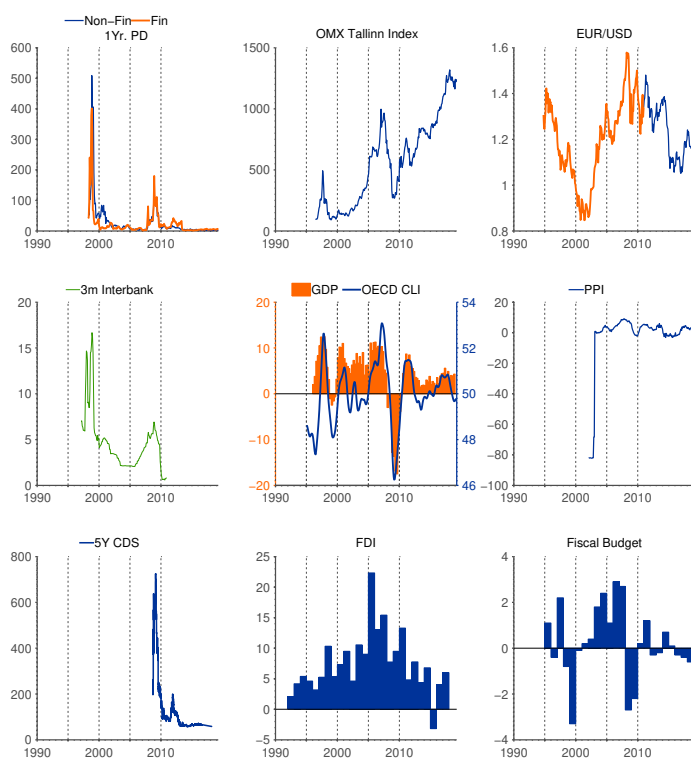 Non-Fin Fin
1Yr. PD
600
500
400
300
200
100
0
1990 2000 2010
OMX Tallinn Index
1500
1000
500
0
1990 2000 2010
EUR/USD
1.6
1.4
1.2
1
0.8
1990 2000 2010
3m Interbank
20
15
10
5
0
1990 2000 2010
GDP OECD CLI
20 54
10 52
0 50
−10 48
−20 46
1990 2000 2010
PPI
20
0
−20
−40
−60
−80
−100
1990 2000 2010
5Y CDS
800
600
400
200
0
1990 2000 2010
FDI
25
20
15
10
5
0
−5
1990 2000 2010
Fiscal Budget
4
2
0
−2
−4
1990 2000 2010